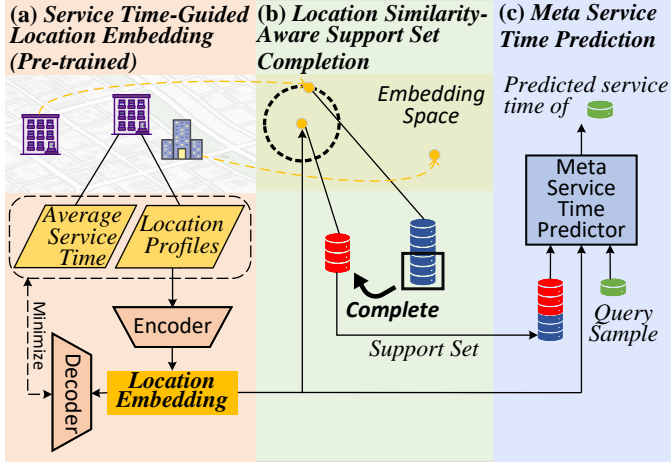 (a) Service Time-Guided
Location Embedding
(Pre-trained)
(b) Location Similarity-
Aware Support Set
Completion
(c) Meta Service
Time Prediction
Embedding
Space
Predicted service
time of
Meta
Service
Time
Predictor
Average
Service
Time
Location
Profiles
Complete
Query
Sample
Support Set
Minimize
Encoder
Decoder
Location
Embedding